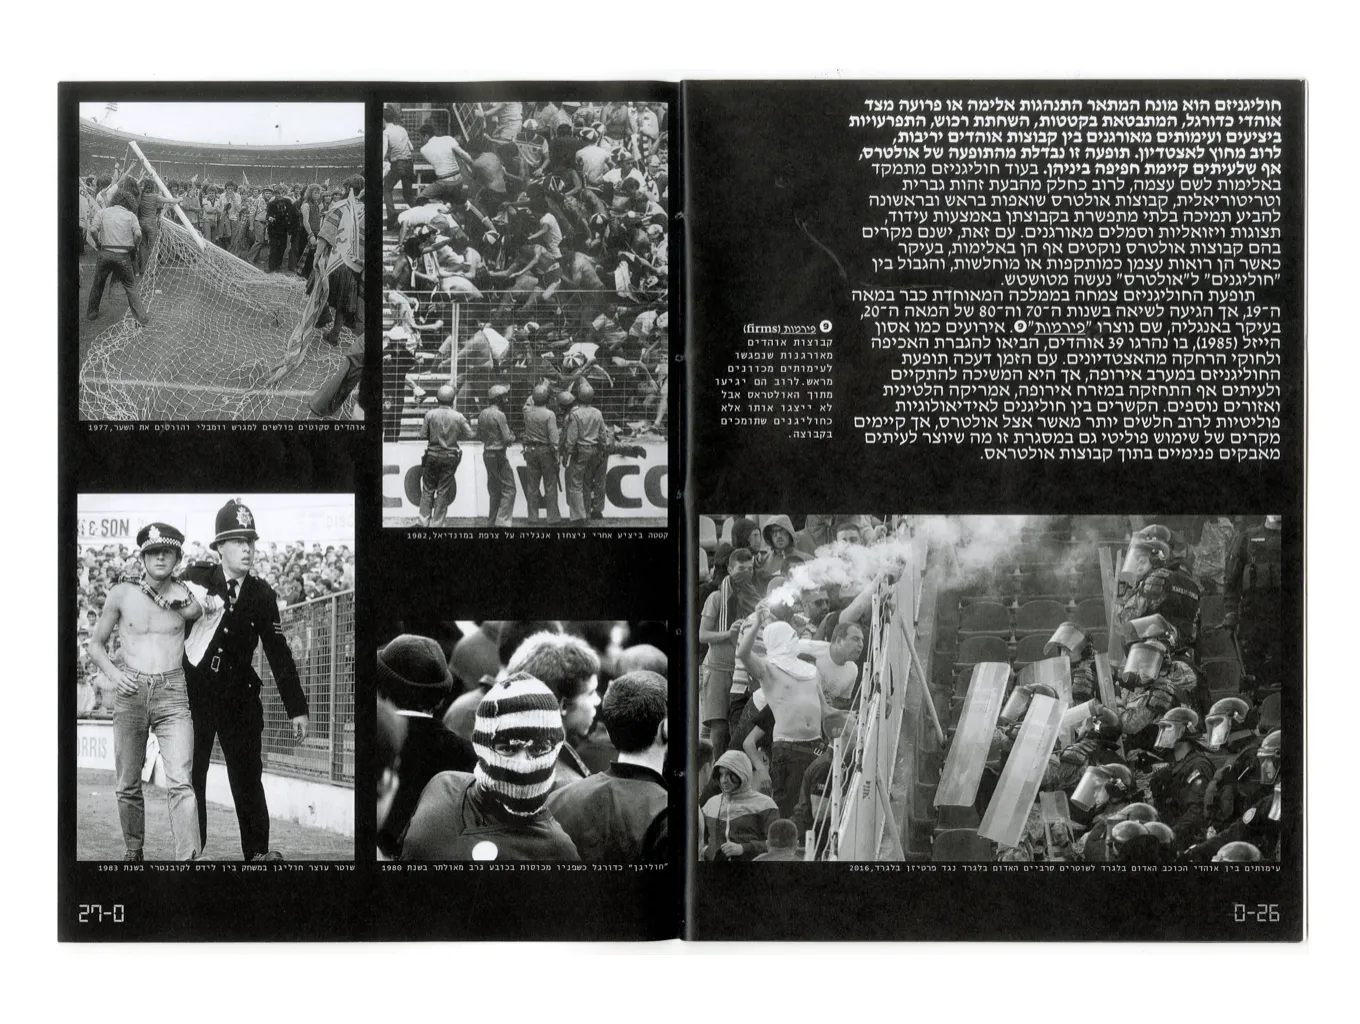 חוליגניזם הוא מונח המתאר התנהגות אלימה או פרועה מצד
אוהדי כדורגל, המתבטאת בקטטות, השחתת רכוש, התפרעויות
ביציעים ועימותים מאורגנים בין קבוצות אוהדים יריבות,
לרוב מחוץ לאצטדיון. תופעה זו נבדלת מהתופעה של אולטרס,
אף שלעיתים קיימת חפיפה ביניהן. בעוד חוליגניזם מתמקד
באלימות לשם עצמה, לרוב כחלק מהבעת זהות גברית
וטריטוריאלית, קבוצות אולטרס שואפות בראש ובראשונה
להביע תמיכה בלתי מתפשרת בקבוצתן באמצעות עידוד,
תצוגות ויזואליות וסמלים מאורגנים. עם זאת, ישנם מקרים
בהם קבוצות אולטרס נוקטים אף הן באלימות, בעיקר
כאשר הן רואות עצמן כמותקפות או מוחלשות, והגבול בין
"חוליגנים" ל"אולטרס" נעשה מטושטש.
תופעת החוליגניזם צמחה בממלכה המאוחדת כבר במאה
ה־19, אך הגיעה לשיאה בשנות ה־70 וה־80 של המאה ה־20,
בעיקר באנגליה, שם נוצרו "פירמות"9. אירועים כמו אסון
הייזל (1985), בו נהרגו 39 אוהדים, הביאו להגברת האכיפה
ולחוקי הרחקה מהאצטדיונים. עם הזמן דעכה תופעת
החוליגניזם במערב אירופה, אך היא המשיכה להתקיים
ולעיתים אף התחזקה במזרח אירופה, אמריקה הלטינית
ואזורים נוספים. הקשרים בין חוליגנים לאידיאולוגיות
פוליטיות לרוב חלשים יותר מאשר אצל אולטרס, אך קיימים
מקרים של שימוש פוליטי גם במסגרת זו מה שיוצר לעיתים
מאבקים פנימיים בתוך קבוצות אולטראס.
9 פירמות (firms)
קבוצות אוהדים
מאורגנות שנפגשו
לעימותים מכוונים
מראש.לרוב הם יגיעו
מתוך האולטראס אבל
לא ייצגו אותו אלא
כחוליגנים שתומכים
בקבוצה.
עימותים בין אוהדי הכוכב האדום בלגרד לשוטרים סרביים האדום בלגרד נגד פרטיזן בלגרד,2016
0-26
CO
CO
קטטה ביציע אחרי ניצחון אנגליה על צרפת במונדיאל,1982
אוהדים סקוטים פולשים למגרש וומבלי והורסים את השער,1977
& SON
RRIS
"חוליגן" כדורגל כשפניו מכוסות בכובע גרב מאולתר בשנת 1980
שוטר עוצר חוליגן במשחק בין לידס לקובנטרי בשנת 1983
27-0